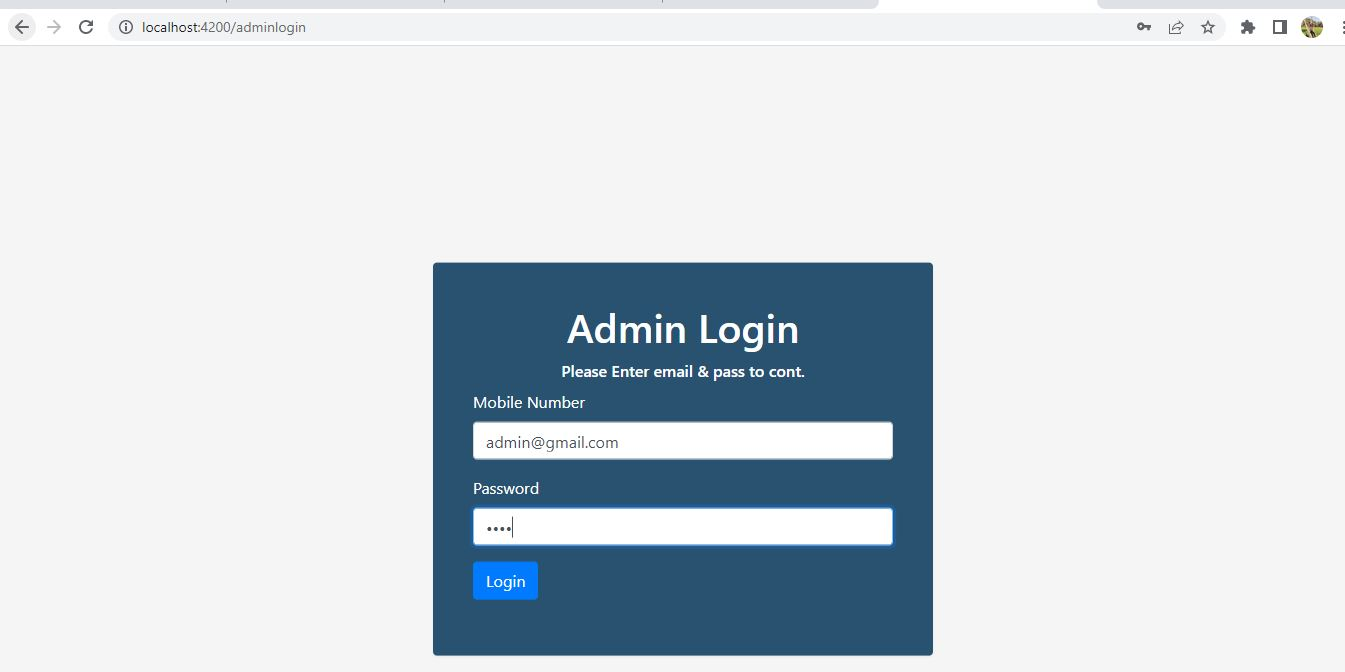 localhost:4200/adminlogin
Admin Login
Please Enter email & pass to cont.
Mobile Number
admin@gmail.com
Password
••••
Login